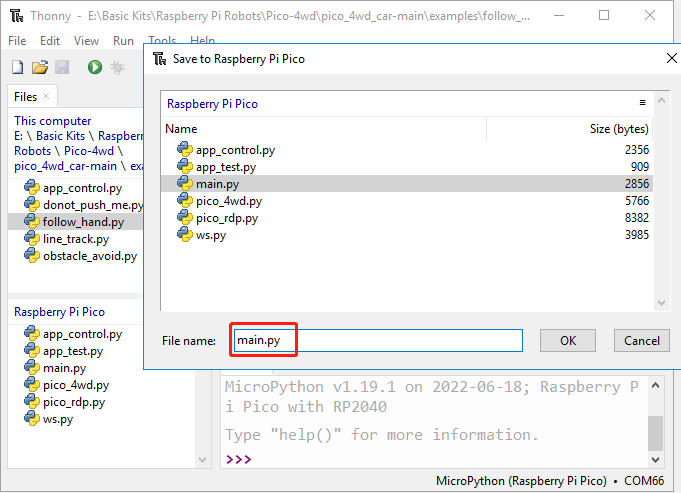 Thonny - E:\Basic Kits\Raspberry Pi Robots\Pico-4wd\pico_4wd_car-main\examples\follow_...
File Edit View Run Tools Help
Files
This computer
E: \ Basic Kits \ Raspberr
Robots \ Pico-4wd \
pico_4wd_car-main \ exa
app_control.py
donot_push_me.py
follow_hand.py
line_track.py
obstacle_avoid.py
Raspberry Pi Pico
app_control.py
app_test.py
main.py
pico_4wd.py
pico_rdp.py
ws.py
Save to Raspberry Pi Pico
Raspberry Pi Pico
Name Size (bytes)
app_control.py 2356
app_test.py 909
main.py 2856
pico_4wd.py 5766
pico_rdp.py 8382
ws.py 3985
File name: main.py OK Cancel
MicroPython v1.19.1 on 2022-06-18; Raspberry P
i Pico with RP2040
Type "help()" for more information.
>>>
MicroPython (Raspberry Pi Pico) • COM66